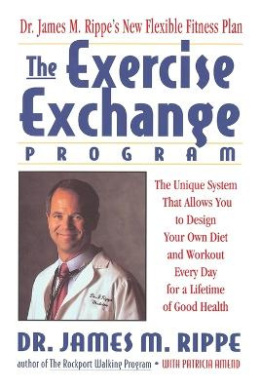 Dr. James M. Rippe's New Flexible Fitness Plan
The Exercise
Exchange
PROGRAM
The Unique System
That Allows You
to Design
Your Own Diet
and Workout
Every Day
for a Lifetime
of Good Health
DR. JAMES M. RIPPE
author of The Rockport Walking Program • WITH PATRICIA AMEND